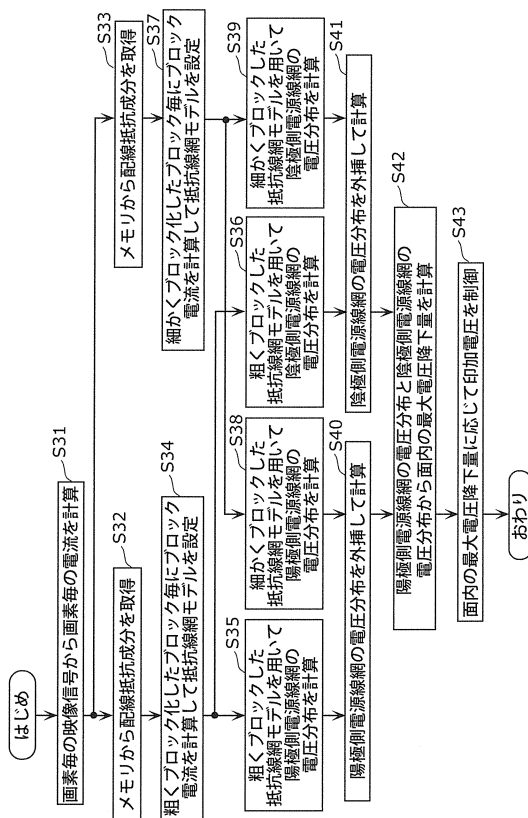 はじめ
S31
画素毎の映像信号から画素毎の電流を計算
S32
メモリから配線抵抗成分を取得
S33
メモリから配線抵抗成分を取得
S34
粗くブロック化したブロック毎にブロック
電流を計算して抵抗線網モデルを設定
S37
細かくブロック化したブロック毎にブロック
電流を計算して抵抗線網モデルを設定
S35
粗くブロックした
抵抗線網モデルを用いて
陽極側電源線網の
電圧分布を計算
S38
細かくブロックした
抵抗線網モデルを用いて
陽極側電源線網の
電圧分布を計算
S36
粗くブロックした
抵抗線網モデルを用いて
陰極側電源線網の
電圧分布を計算
S39
細かくブロックした
抵抗線網モデルを用いて
陰極側電源線網の
電圧分布を計算
S40
陽極側電源線網の電圧分布を外挿して計算
S41
陰極側電源線網の電圧分布を外挿して計算
S42
陽極側電源線網の電圧分布と陰極側電源線網の
電圧分布から面内の最大電圧降下量を計算
S43
面内の最大電圧降下量に応じて印加電圧を制御
おわり